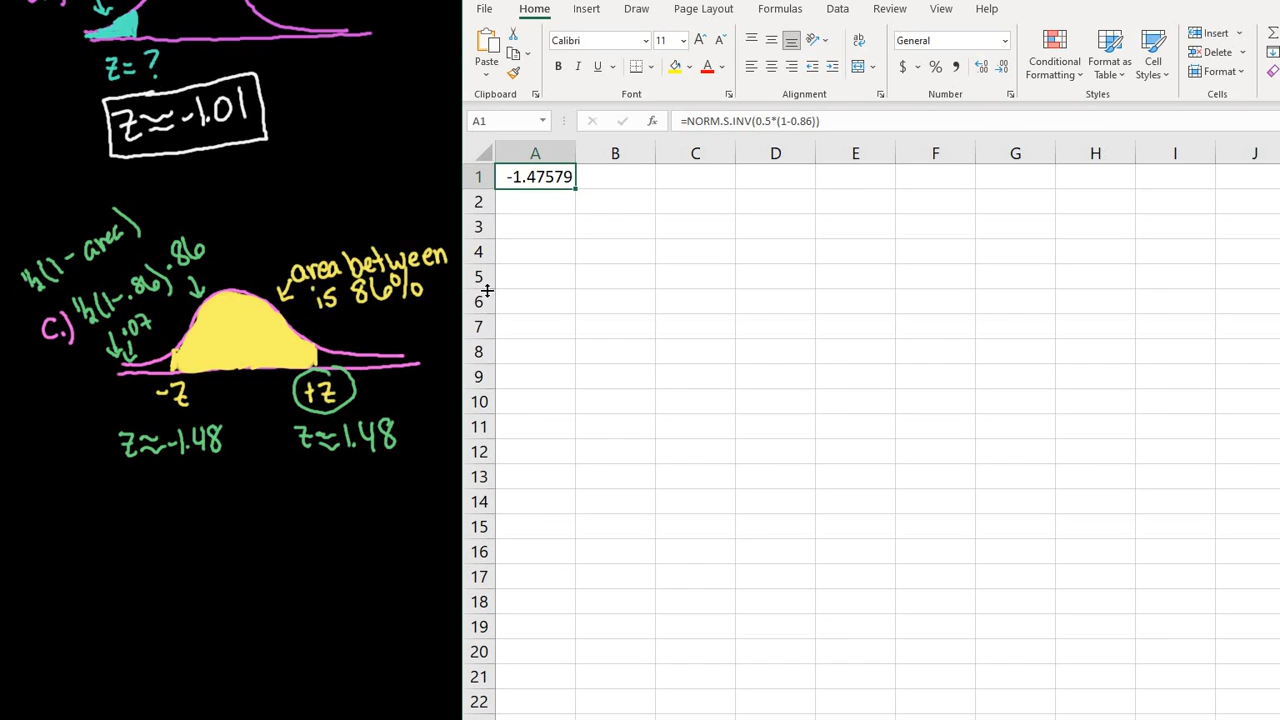 z = ?
z ≈ -1.01
½(1 - area)
½(1-.86)
.86
.07
C.)
area between
is 86%
-z
+z
z ≈ -1.48
z ≈ 1.48
File Home Insert Draw Page Layout Formulas Data Review View Help
Paste
Clipboard
Calibri 11
B I U
Font
Alignment
General
$ % ,
Number
Conditional Formatting
Format as Table
Cell Styles
Styles
Insert
Delete
Format
Cells
A1 fx =NORM.S.INV(0.5*(1-0.86))
A B C D E F G H I J
1 -1.47579
2
3
4
5
6
7
8
9
10
11
12
13
14
15
16
17
18
19
20
21
22